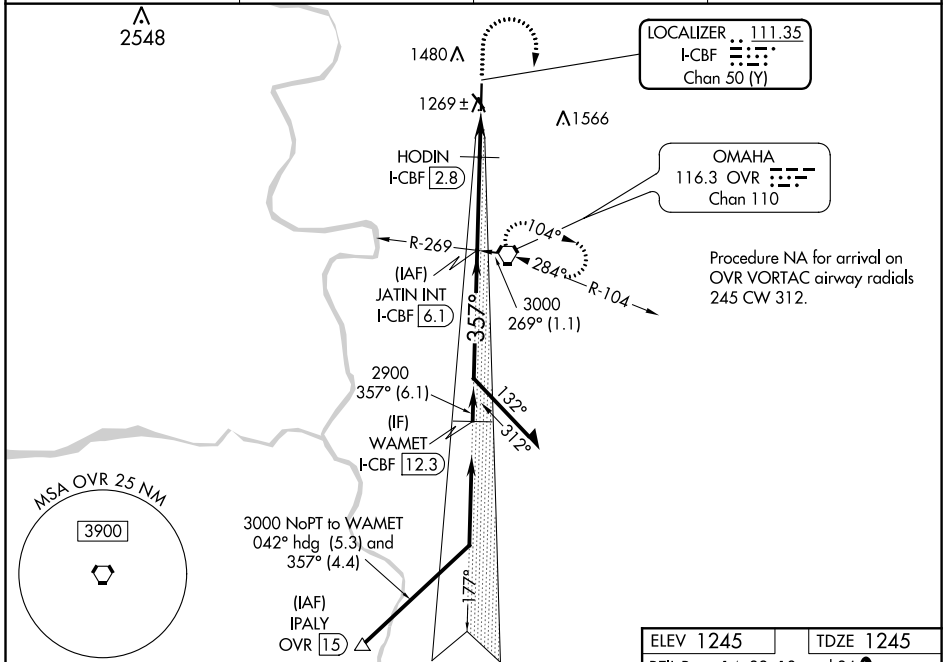 2548
1480
1269 ±
1566
LOCALIZER 111.35
I-CBF
Chan 50 (Y)
HODIN
I-CBF 2.8
OMAHA
116.3 OVR
Chan 110
R-269
104°
284°
R-104
(IAF)
JATIN INT
I-CBF 6.1
357°
3000
269° (1.1)
Procedure NA for arrival on
OVR VORTAC airway radials
245 CW 312.
2900
357° (6.1)
132°
312°
(IF)
WAMET
I-CBF 12.3
MSA OVR 25 NM
3900
3000 NoPT to WAMET
042° hdg (5.3) and
357° (4.4)
177°
(IAF)
IPALY
OVR 15
ELEV 1245
TDZE 1245